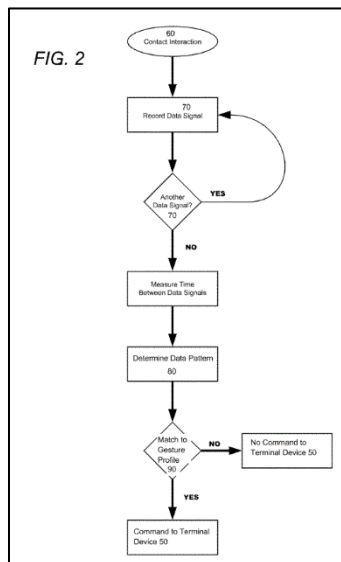 FIG. 2
60
Contact Interaction
70
Record Data Signal
Another
Data Signal?
70
YES
NO
Measure Time
Between Data Signals
Determine Data Pattern
80
Match to
Gesture
Profile
90
NO
No Command to
Terminal Device 50
YES
Command to Terminal
Device 50